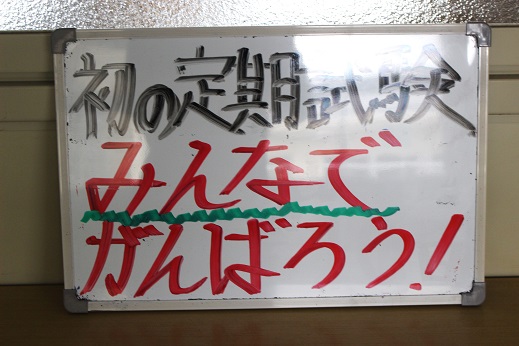 初の定期試験
みんなで
がんばろう!